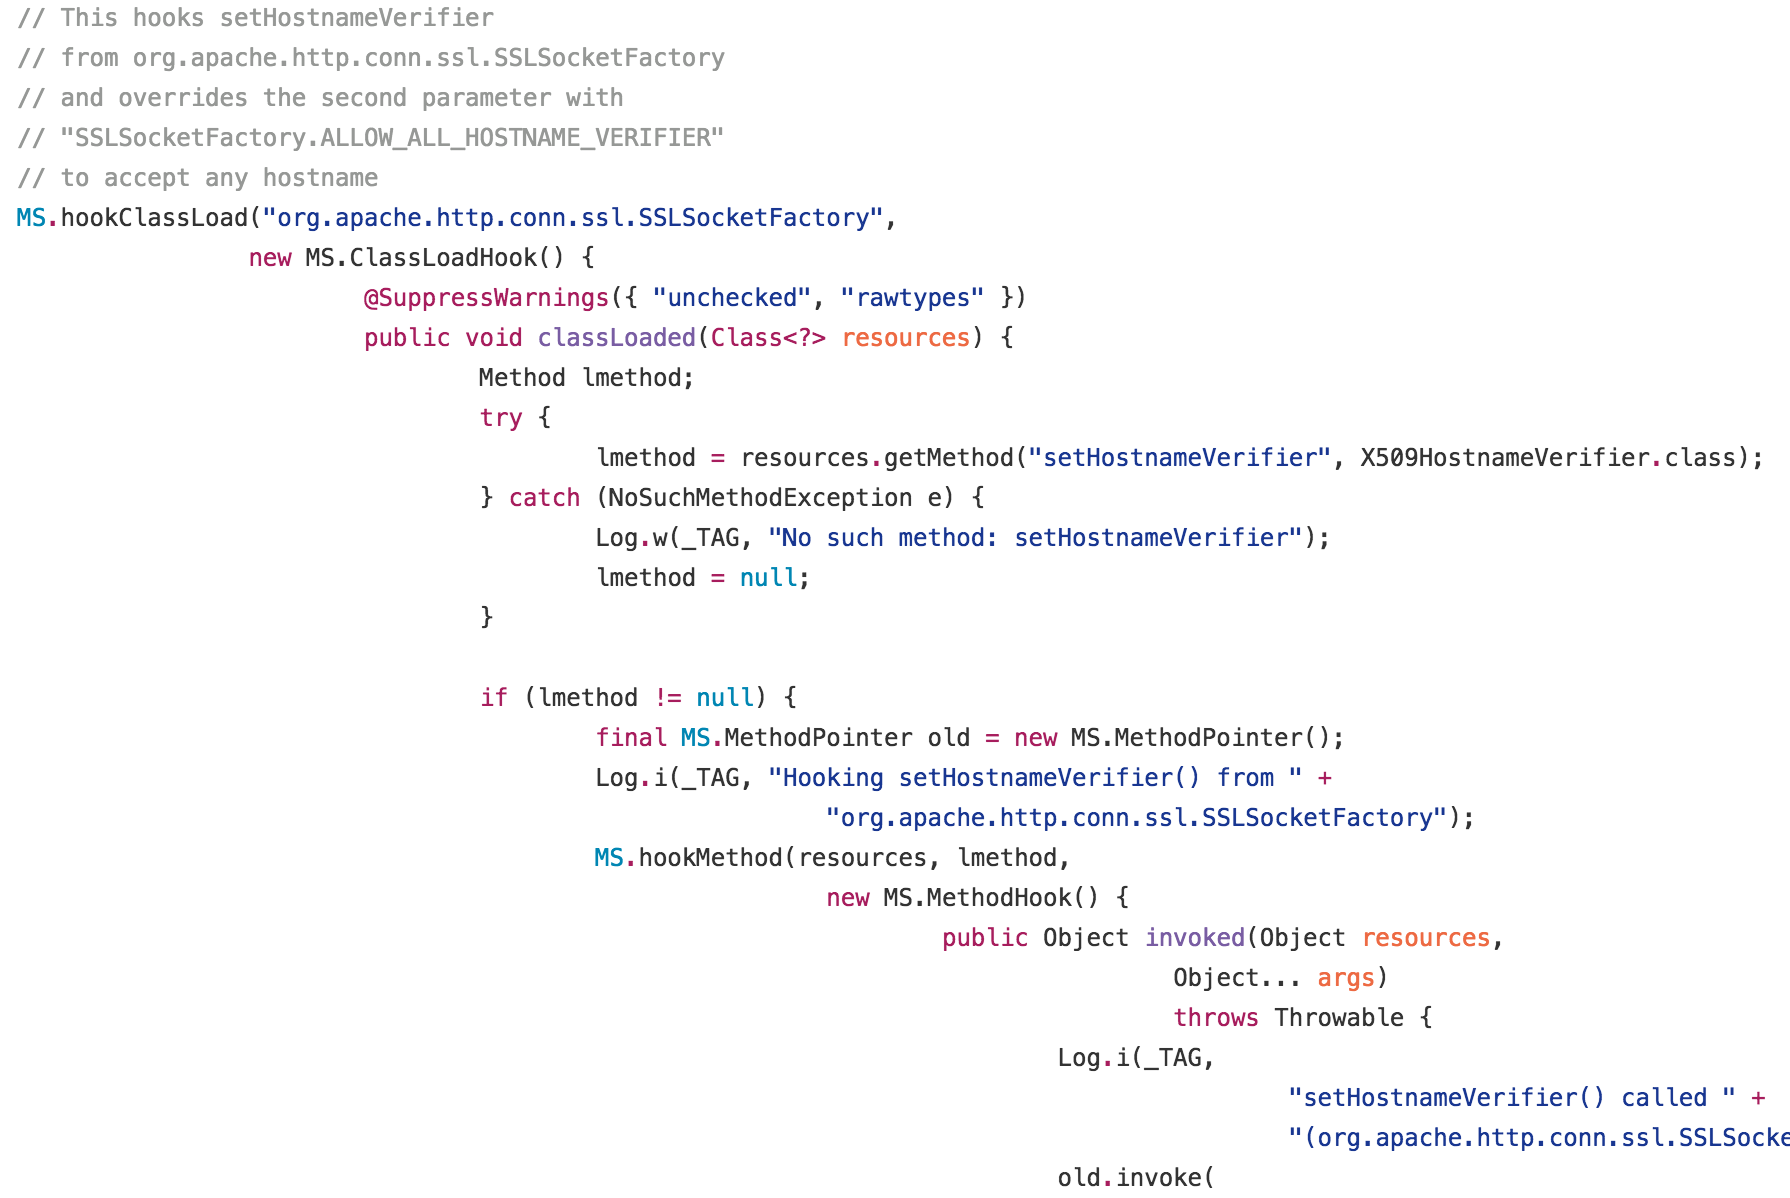 // This hooks setHostnameVerifier
// from org.apache.http.conn.ssl.SSLSocketFactory
// and overrides the second parameter with
// "SSLSocketFactory.ALLOW_ALL_HOSTNAME_VERIFIER"
// to accept any hostname
MS.hookClassLoad("org.apache.http.conn.ssl.SSLSocketFactory",
new MS.ClassLoadHook() {
@SuppressWarnings({ "unchecked", "rawtypes" })
public void classLoaded(Class<?> resources) {
Method lmethod;
try {
lmethod = resources.getMethod("setHostnameVerifier", X509HostnameVerifier.class);
} catch (NoSuchMethodException e) {
Log.w(_TAG, "No such method: setHostnameVerifier");
lmethod = null;
}
if (lmethod != null) {
final MS.MethodPointer old = new MS.MethodPointer();
Log.i(_TAG, "Hooking setHostnameVerifier() from " +
"org.apache.http.conn.ssl.SSLSocketFactory");
MS.hookMethod(resources, lmethod,
new MS.MethodHook() {
public Object invoked(Object resources,
Object... args)
throws Throwable {
Log.i(_TAG,
"setHostnameVerifier() called " +
"(org.apache.http.conn.ssl.SSLSocke
old.invoke(